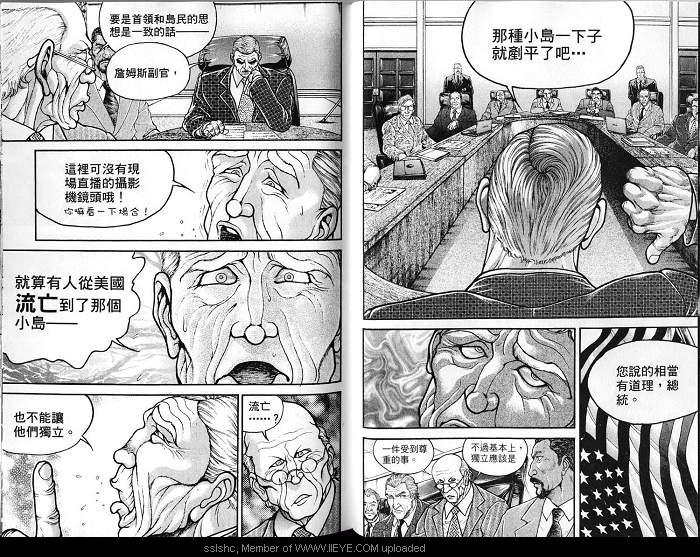 那種小島一下子
就剷平了吧…
您說的相當
有道理，總
統。
不過基本上，
獨立應該是
一件受到尊
重的事。
要是首領和島民的思
想是一致的話——
詹姆斯副官，
這裡可沒有現
場直播的攝影
機鏡頭哦！
你嘛看一下場合！
就算有人從美國
流亡到了那個
小島——
流亡
……？
也不能讓
他們獨立。
sslshc, Member of WWW.IIEYE.COM uploaded